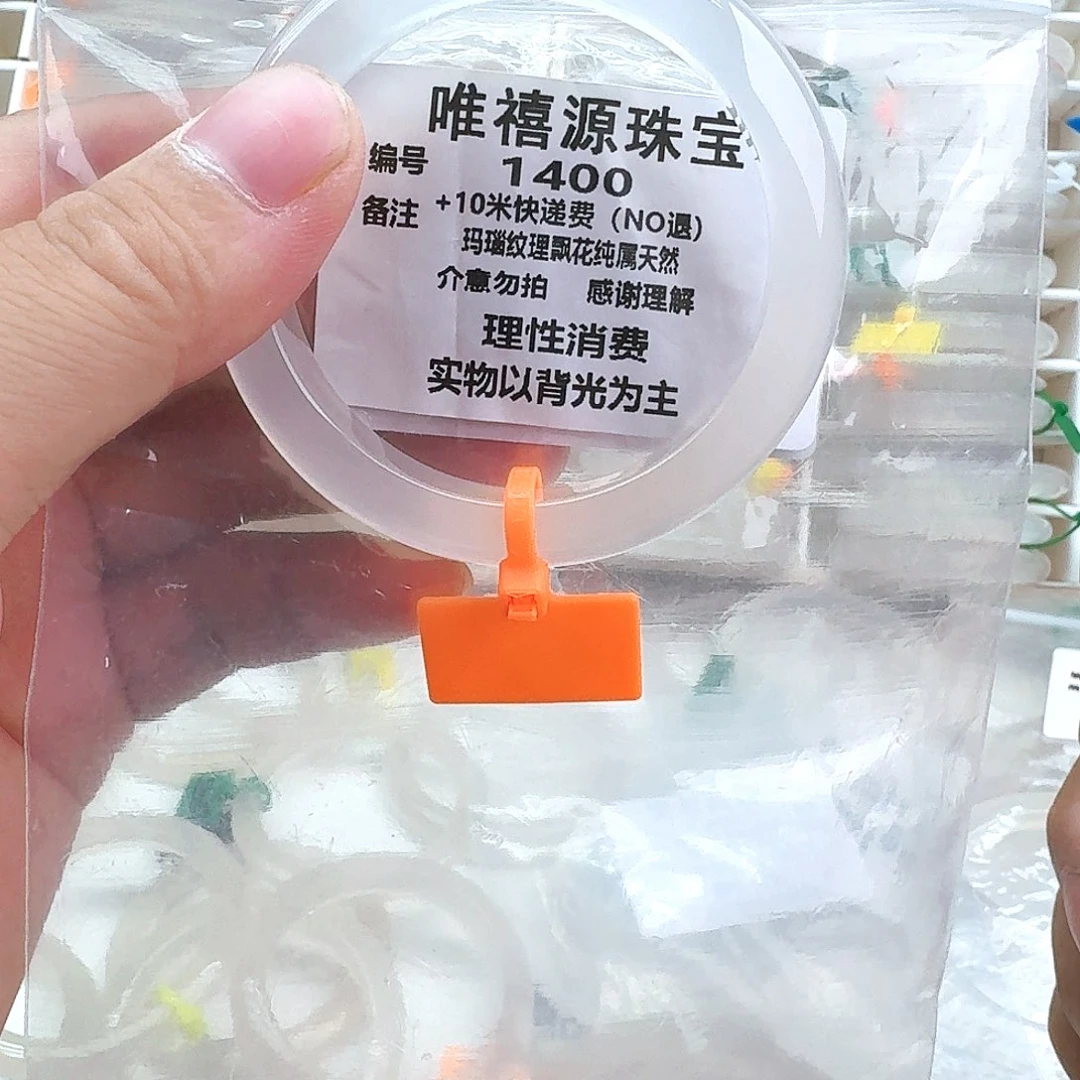 唯禧源珠宝
编号 1400
备注 +10米快递费（NO退）
玛瑙纹理飘花纯属天然
介意勿拍 感谢理解
理性消费
实物以背光为主